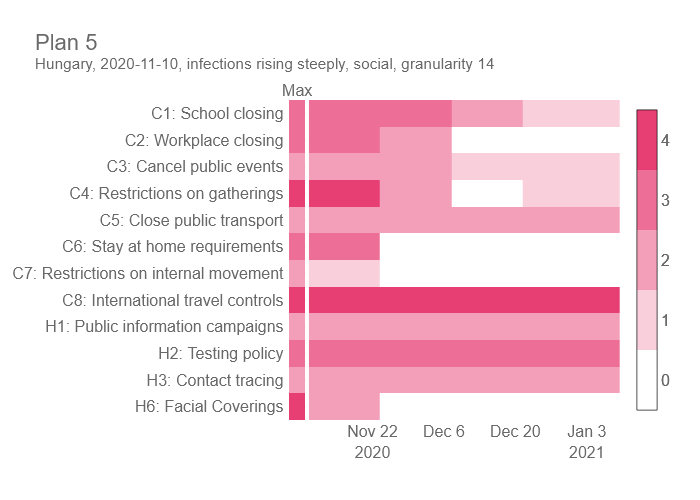 Plan 5
Hungary, 2020-11-10, infections rising steeply, social, granularity 14
Max
C1: School closing
C2: Workplace closing
C3: Cancel public events
C4: Restrictions on gatherings
C5: Close public transport
C6: Stay at home requirements
C7: Restrictions on internal movement
C8: International travel controls
H1: Public information campaigns
H2: Testing policy
H3: Contact tracing
H6: Facial Coverings
4
3
2
1
0
Nov 22 Dec 6 Dec 20 Jan 3
2020 2021